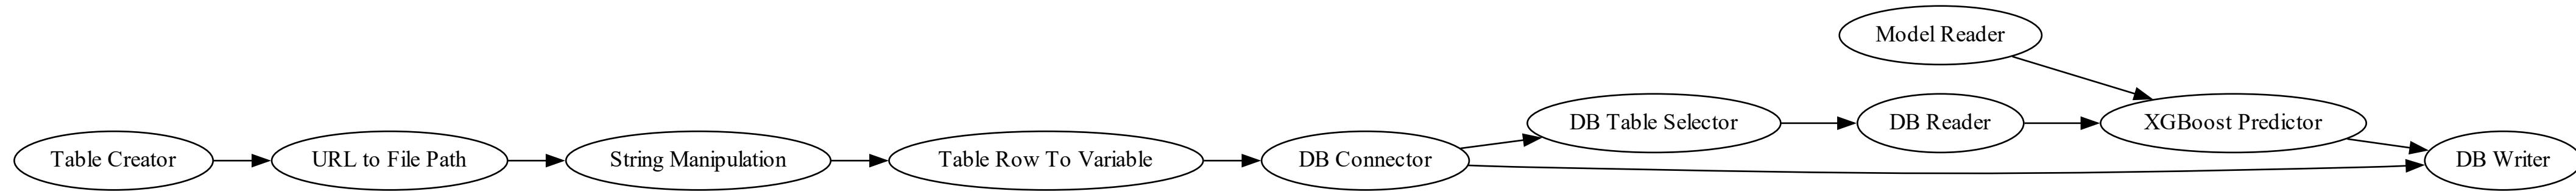 Model Reader
Table Creator
URL to File Path
String Manipulation
Table Row To Variable
DB Connector
DB Table Selector
DB Reader
XGBoost Predictor
DB Writer